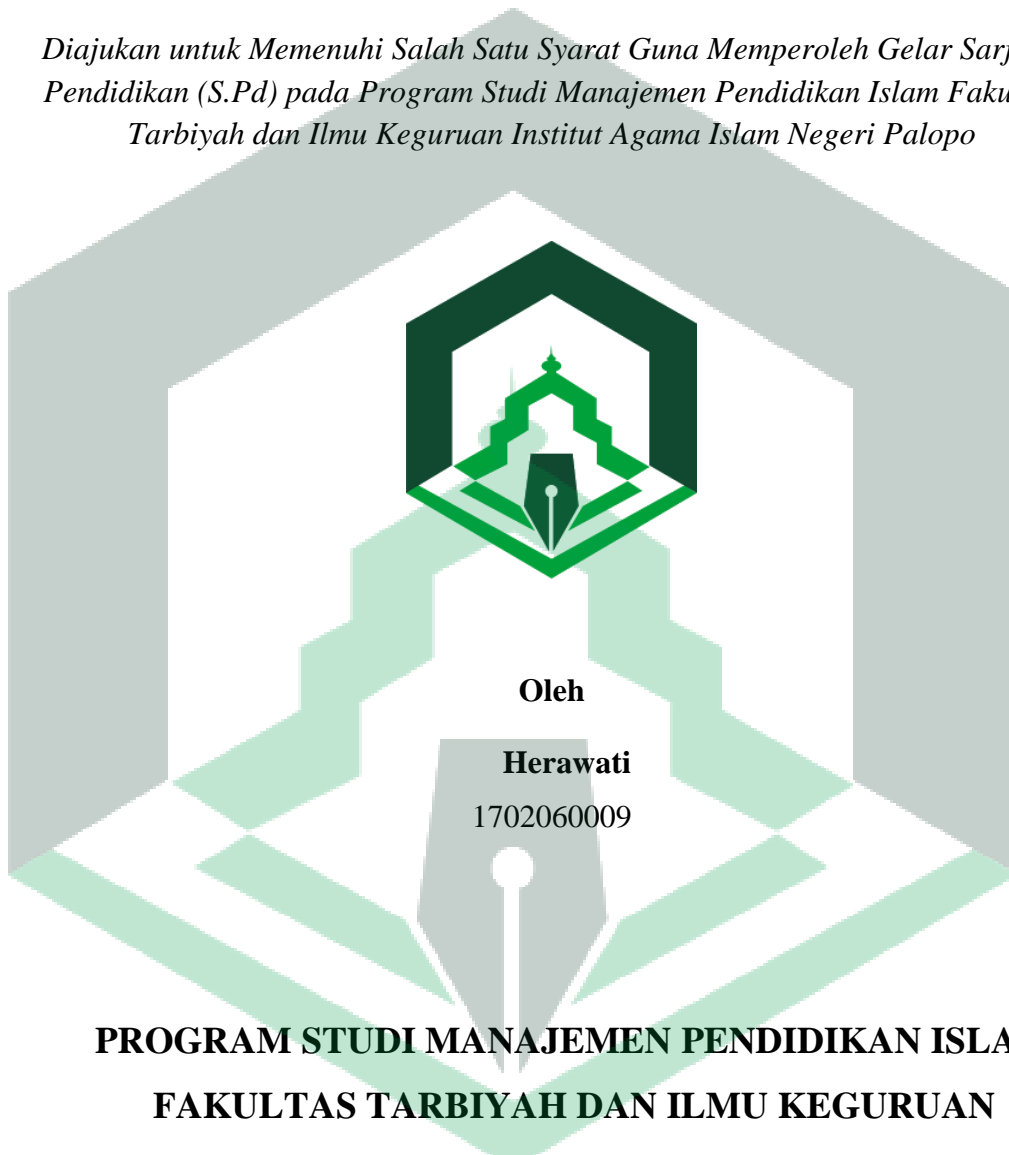 Diajukan untuk Memenuhi Salah Satu Syarat Guna Memperoleh Gelar Sarj
Pendidikan (S.Pd) pada Program Studi Manajemen Pendidikan Islam Faku
Tarbiyah dan Ilmu Keguruan Institut Agama Islam Negeri Palopo
Oleh
Herawati
1702060009
PROGRAM STUDI MANAJEMEN PENDIDIKAN ISLA
FAKULTAS TARBIYAH DAN ILMU KEGURUAN